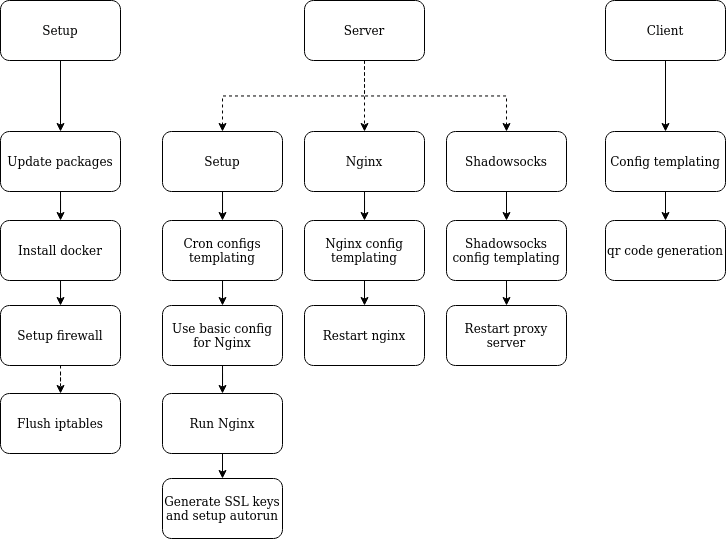 Setup
Server
Client
Update packages
Setup
Nginx
Shadowsocks
Config templating
Install docker
Cron configs
templating
Nginx config
templating
Shadowsocks
config templating
qr code generation
Setup firewall
Use basic config
for Nginx
Restart nginx
Restart proxy
server
Flush iptables
Run Nginx
Generate SSL keys
and setup autorun